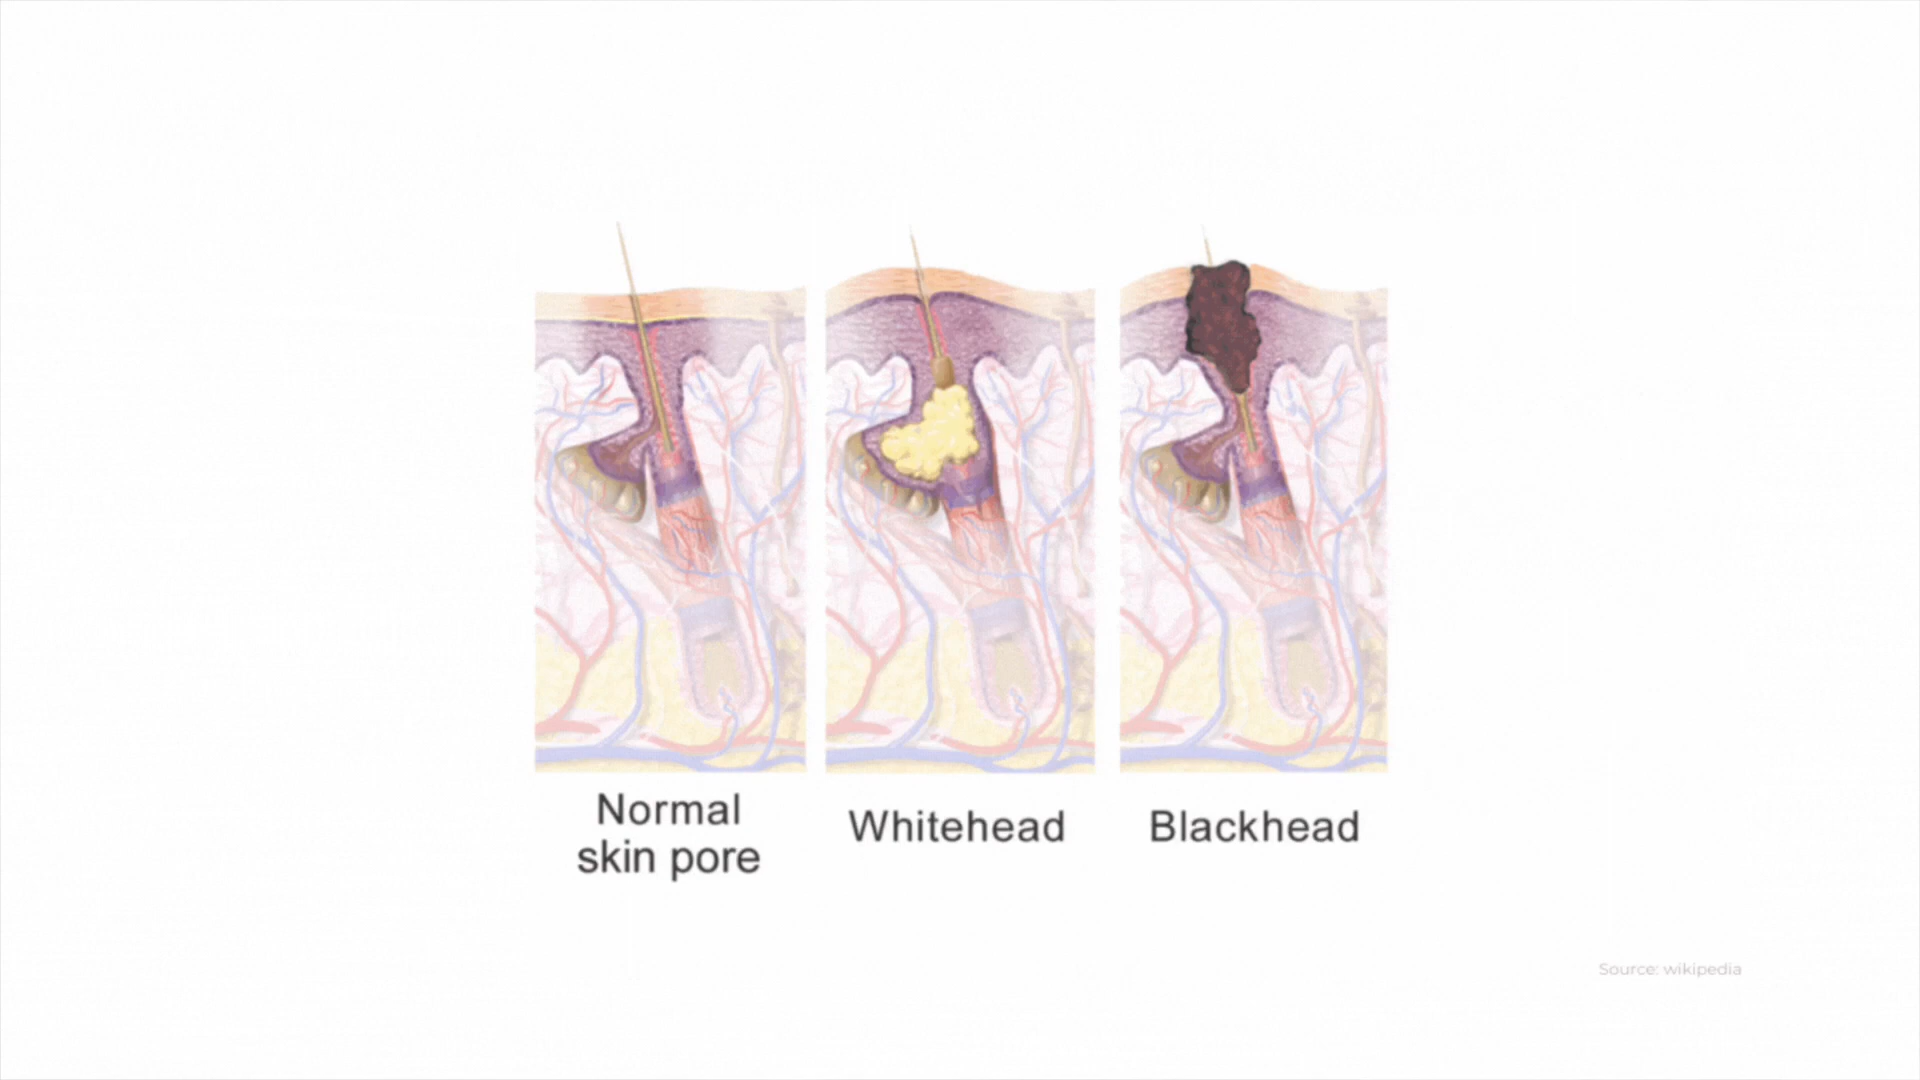 Normal
skin pore
Whitehead
Blackhead
Source: wikipedia